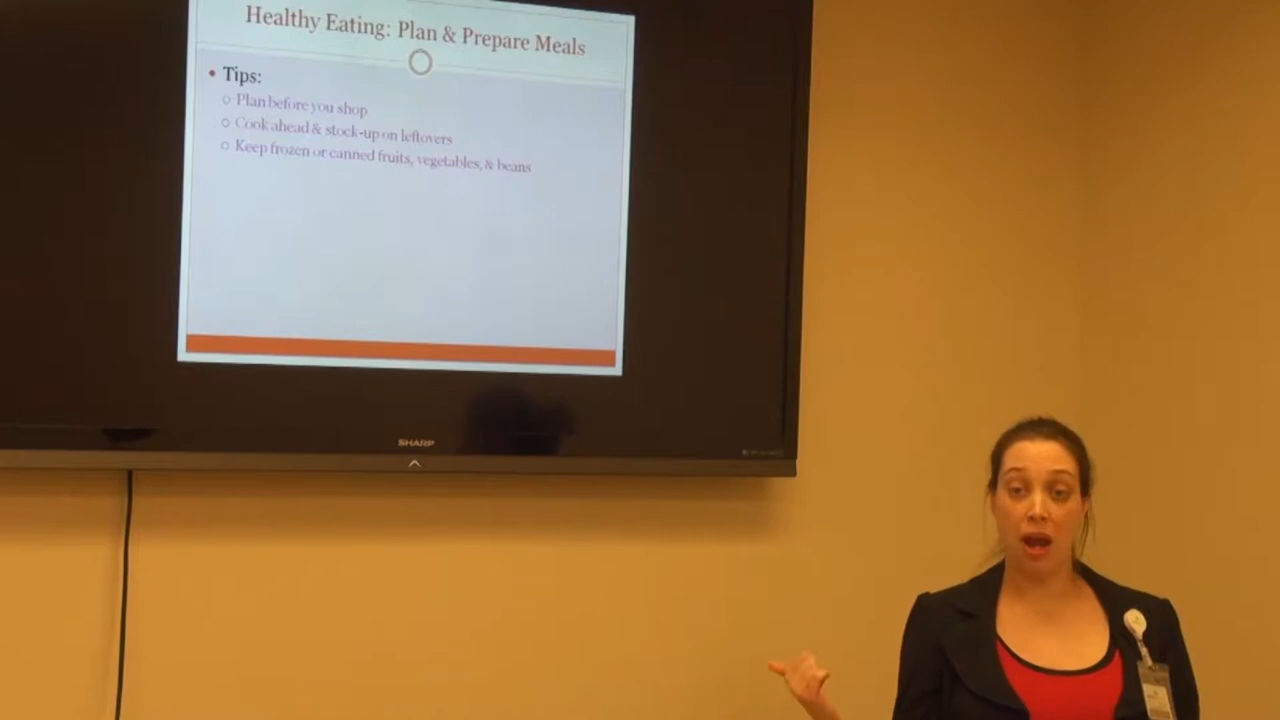 Healthy Eating: Plan & Prepare Meals
• Tips:
○ Plan before you shop
○ Cook ahead & stock-up on leftovers
○ Keep frozen or canned fruits, vegetables, & beans
SHARP